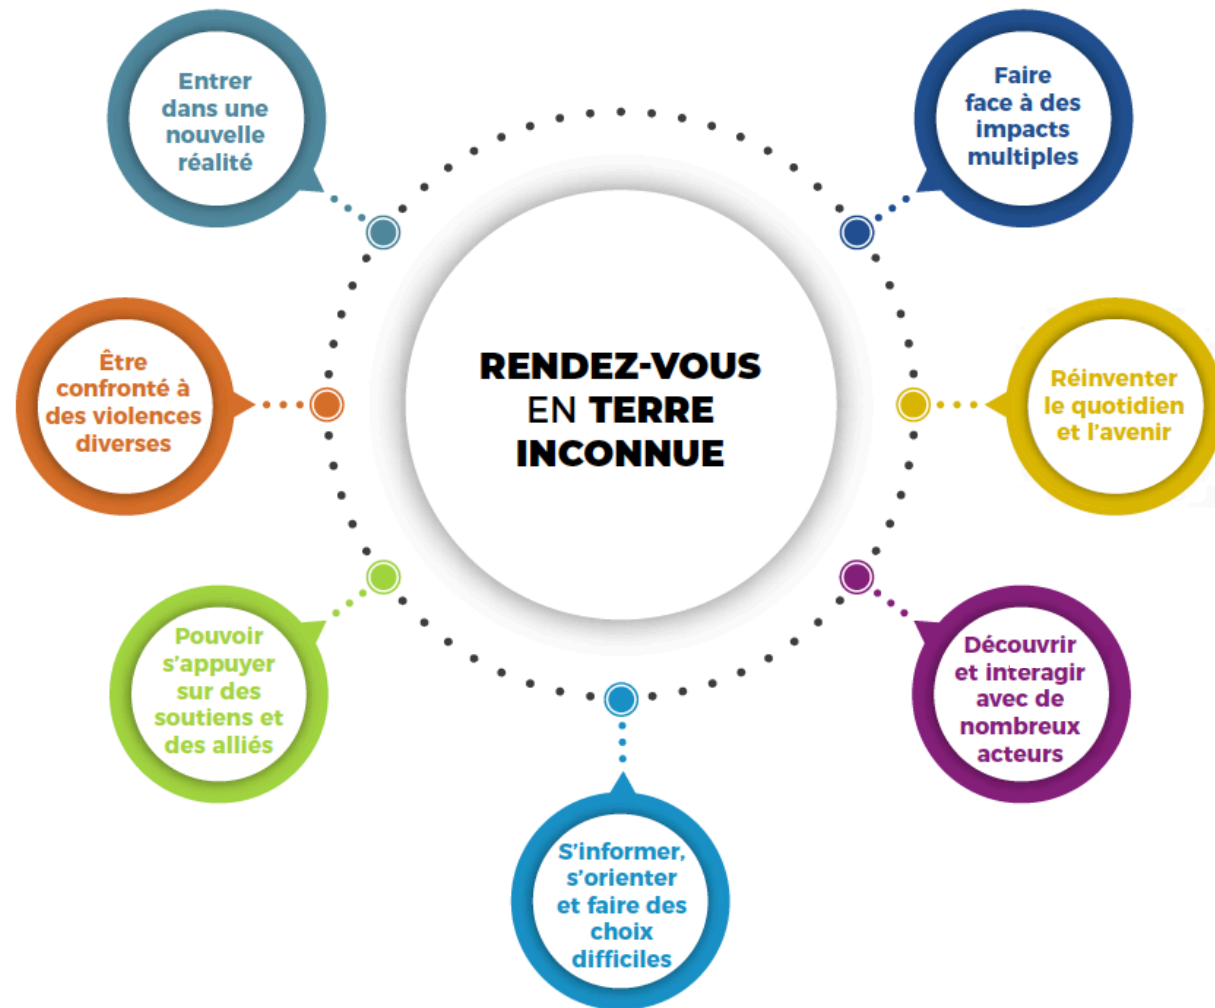 Entrer
dans une
nouvelle
réalité
Faire
face à des
impacts
multiples
RENDEZ-VOUS
EN TERRE
INCONNUE
Être
confronté à
des violences
diverses
Réinventer
le quotidien
et l'avenir
Pouvoir
s'appuyer
sur des
soutiens et
des alliés
Découvrir
et interagir
avec de
nombreux
acteurs
S'informer,
s'orienter
et faire des
choix
difficiles